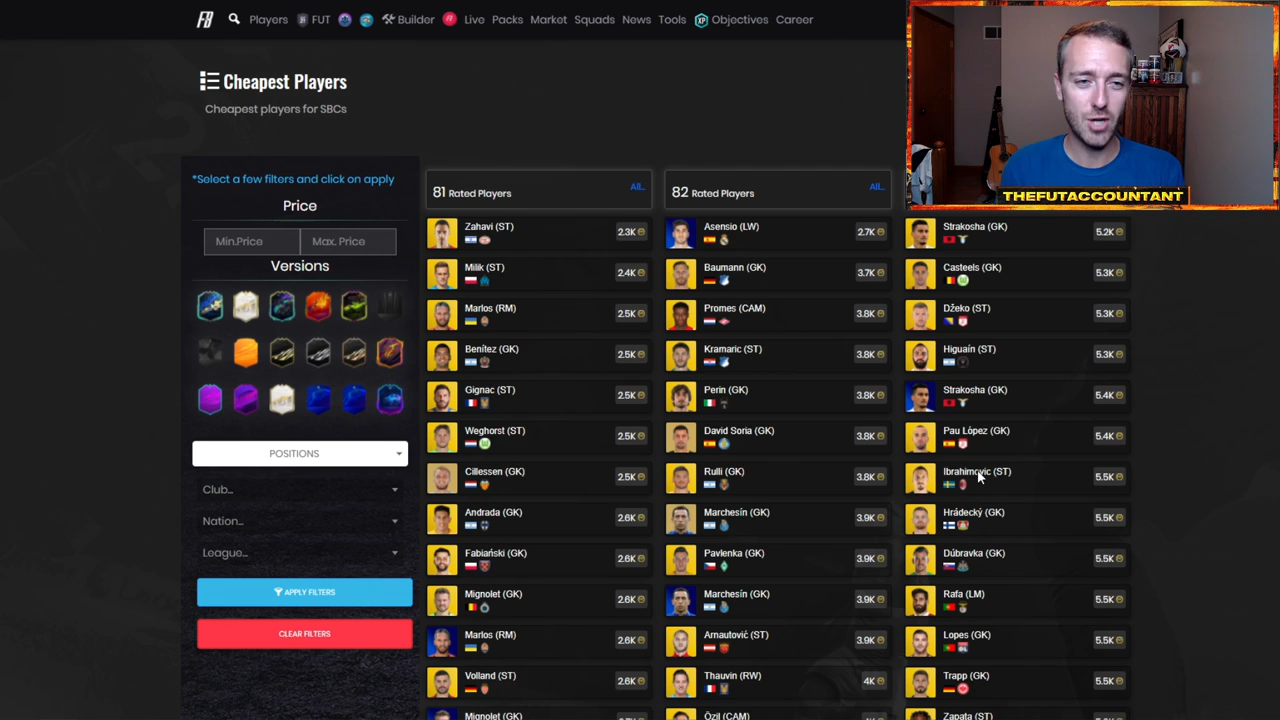 F8 Players FUT Builder Live Packs Market Squads News Tools XP Objectives Career
Cheapest Players
Cheapest players for SBCs
THEFUTACCOUNTANT
*Select a few filters and click on apply
Price
Min.Price Max. Price
Versions
POSITIONS
Club...
Nation...
League...
APPLY FILTERS
CLEAR FILTERS
81 Rated Players All..
Zahavi (ST) 2.3K
Milik (ST) 2.4K
Marlos (RM) 2.5K
Benítez (GK) 2.5K
Gignac (ST) 2.5K
Weghorst (ST) 2.5K
Cillessen (GK) 2.5K
Andrada (GK) 2.6K
Fabiański (GK) 2.6K
Mignolet (GK) 2.6K
Marlos (RM) 2.6K
Volland (ST) 2.6K
Mignolet (GK)
82 Rated Players All..
Asensio (LW) 2.7K
Baumann (GK) 3.7K
Promes (CAM) 3.8K
Kramaric (ST) 3.8K
Perin (GK) 3.8K
David Soria (GK) 3.8K
Rulli (GK) 3.8K
Marchesín (GK) 3.9K
Pavlenka (GK) 3.9K
Marchesín (GK) 3.9K
Arnautović (ST) 3.9K
Thauvin (RW) 4K
Özil (CAM) 4K
Strakosha (GK) 5.2K
Casteels (GK) 5.3K
Džeko (ST) 5.3K
Higuaín (ST) 5.3K
Strakosha (GK) 5.4K
Pau López (GK) 5.4K
Ibrahimovic (ST) 5.5K
Hrádecký (GK) 5.5K
Dúbravka (GK) 5.5K
Rafa (LM) 5.5K
Lopes (GK) 5.5K
Trapp (GK) 5.5K
Zapata (ST)